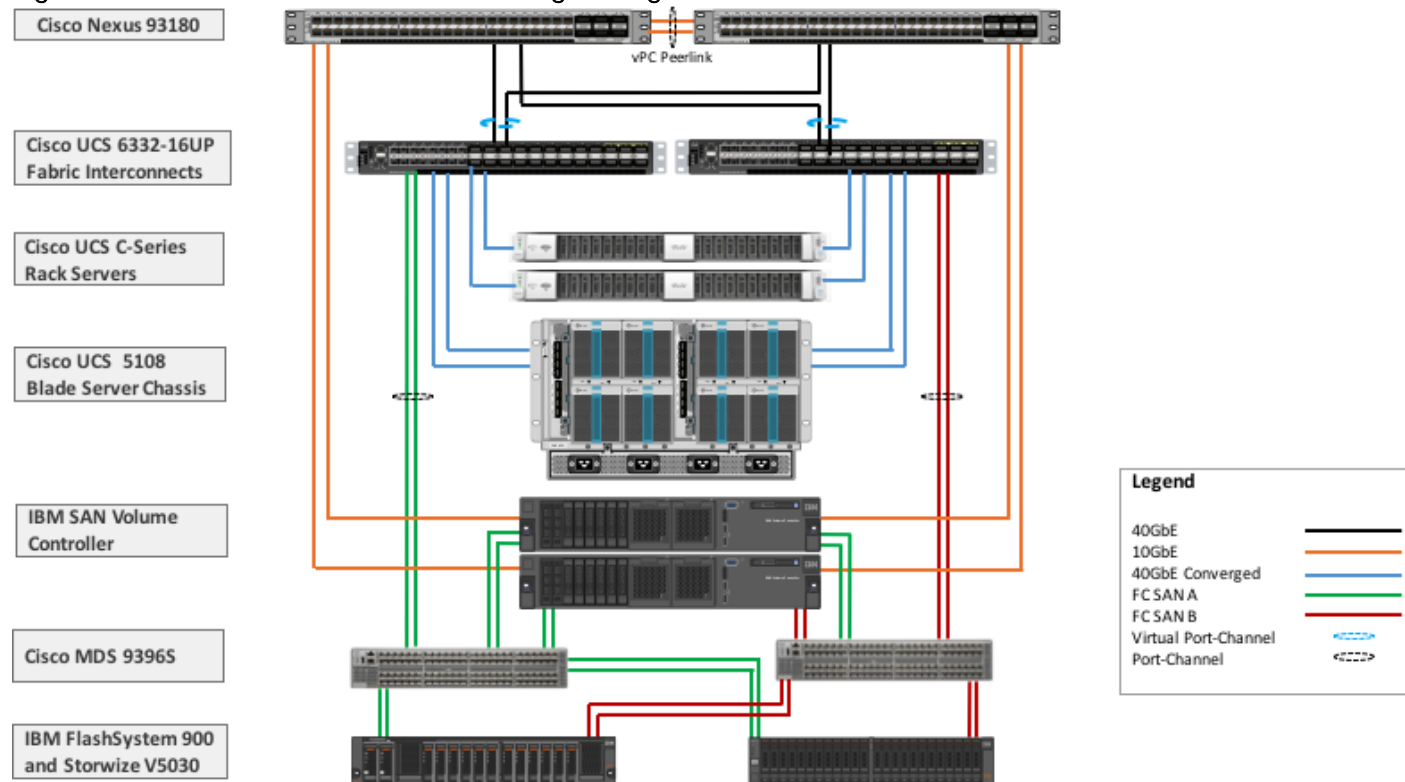 Cisco Nexus 93180
vPC Peerlink
Cisco UCS 6332-16UP
Fabric Interconnects
Cisco UCS C-Series
Rack Servers
Cisco UCS 5108
Blade Server Chassis
IBM SAN Volume
Controller
Cisco MDS 9396S
IBM FlashSystem 900
and Storwize V5030
Legend
40GbE
10GbE
40GbE Converged
FC SAN A
FC SAN B
Virtual Port-Channel
Port-Channel